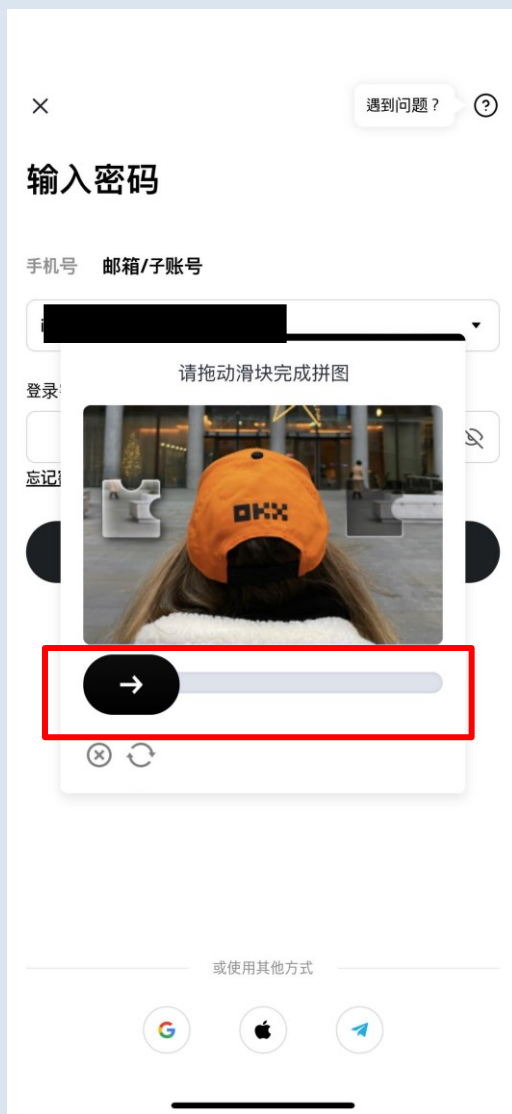 遇到问题？
输入密码
手机号 邮箱/子账号
请拖动滑块完成拼图
登录
OKX
忘记
或使用其他方式